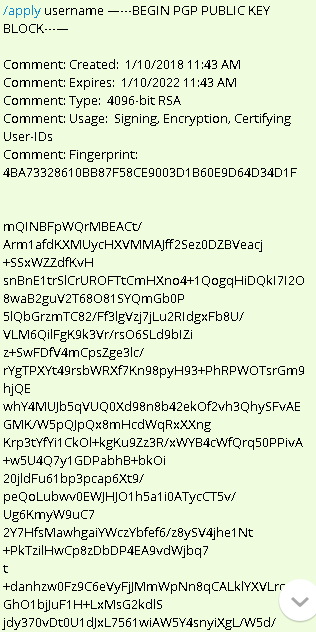 /apply username —---BEGIN PGP PUBLIC KEY
BLOCK---—
Comment: Created:  1/10/2018 11:43 AM
Comment: Expires:  1/10/2022 11:43 AM
Comment: Type:  4096-bit RSA
Comment: Usage:  Signing, Encryption, Certifying
User-IDs
Comment: Fingerprint:
4BA73328610BB87F58CE9003D1B60E9D64D34D1F
mQINBFpWQrMBEACt/
Arm1afdKXMUycHXVMMAJff2Sez0DZBVeacj
+SSxWZZdfKvH
snBnE1trSlCrUROFTtCmHXno4+1QogqHiDQkI7I2O
8waB2guV2T68O81SYQmGb0P
5lQbGrzmTC82/Ff3lgVzj7jLu2RIdgxFb8U/
VLM6QilFgK9k3Vr/rsO6SLd9bIZi
z+SwFDfV4mCpsZge3lc/
rYgTPXYt49rsbWRXf7Kn98pyH93+PhRPWOTsrGm9
hjQE
whY4MUJb5qVUQ0Xd98n8b42ekOf2vh3QhySFvAE
GMK/W5pQJpQx8mHcdWqRxXXng
Krp3tYfYi1CkOl+kgKu9Zz3R/xWYB4cWfQrq50PPivA
+w5U4Q7y1GDPabhB+bkOi
20jldFu61bp3pcap6Xt9/
peQoLubwv0EWJHJO1h5a1i0ATycCT5v/
Ug6KmyW9uC7
2Y7HfsMawhgaiYWczYbfef6/z8ySV4jhe1Nt
+PkTzilHwCp8zDbDP4EA9vdWjbq7
t
+danhzw0Fz9C6eVyFjJMmWpNn8qCALklYXVLr
GhO1bjJuF1H+LxMsG2kdlS
jdy370vDt0U1dJxL7561wiAW5Y4snyiXgL/W5d/